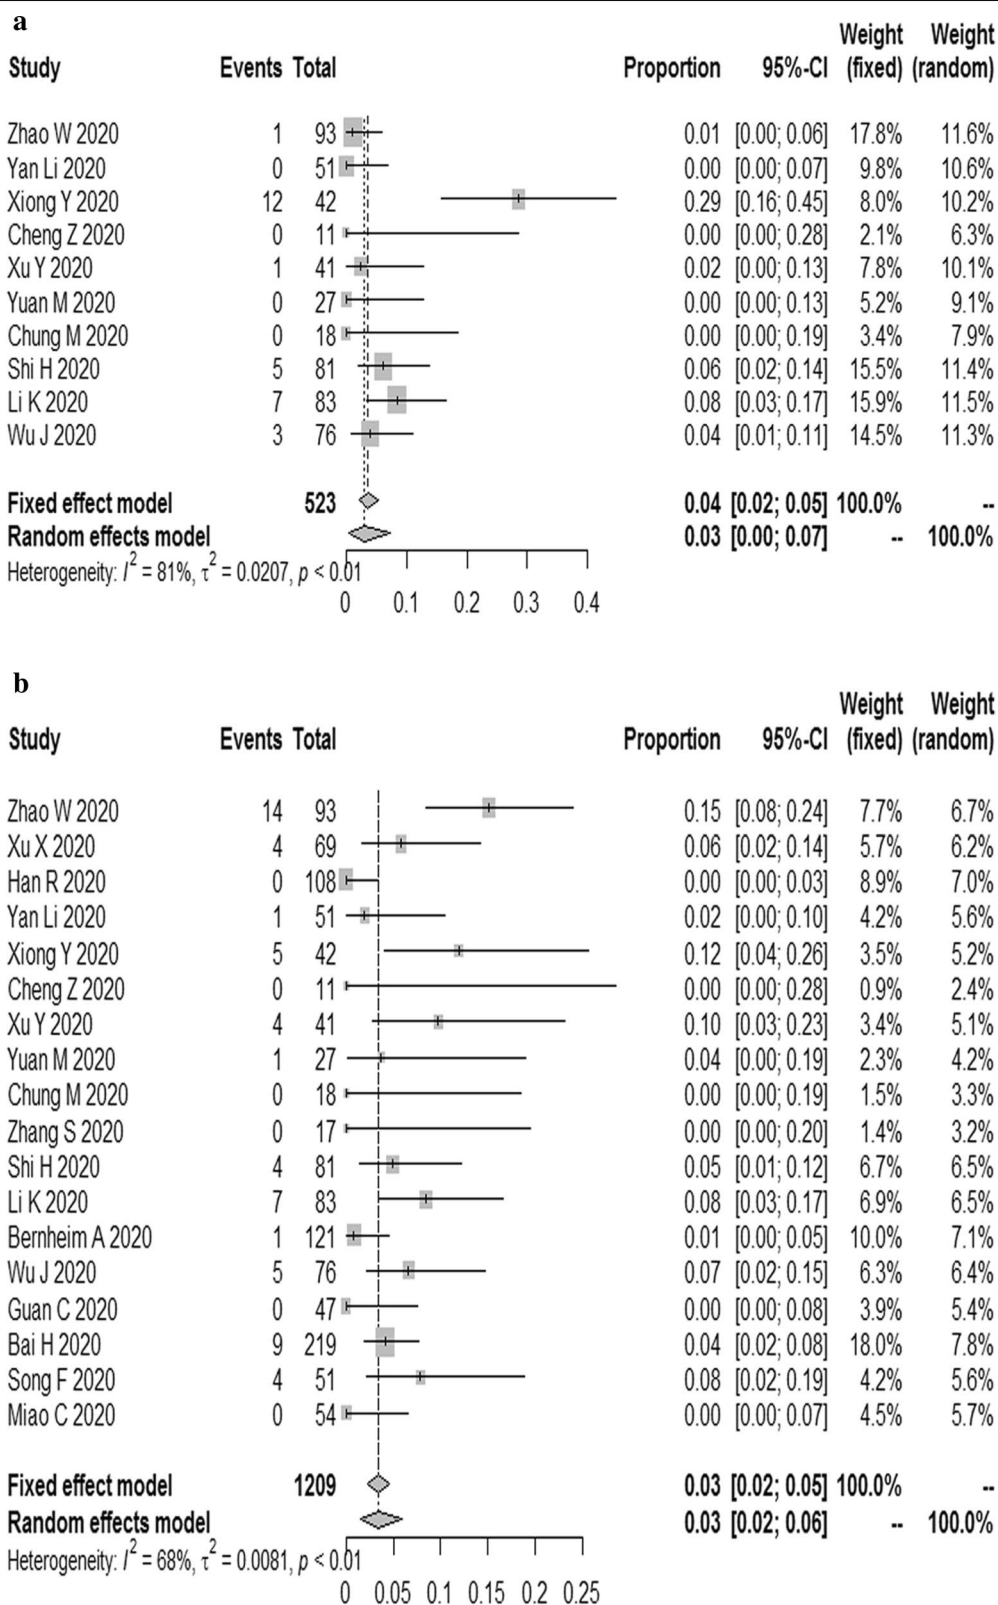 a
Weight Weight
Study Events Total Proportion 95%-CI (fixed) (random)
Zhao W 2020 1 93 0.01 [0.00; 0.06] 17.8% 11.6%
Yan Li 2020 0 51 0.00 [0.00; 0.07] 9.8% 10.6%
Xiong Y 2020 12 42 0.29 [0.16; 0.45] 8.0% 10.2%
Cheng Z 2020 0 11 0.00 [0.00; 0.28] 2.1% 6.3%
Xu Y 2020 1 41 0.02 [0.00; 0.13] 7.8% 10.1%
Yuan M 2020 0 27 0.00 [0.00; 0.13] 5.2% 9.1%
Chung M 2020 0 18 0.00 [0.00; 0.19] 3.4% 7.9%
Shi H 2020 5 81 0.06 [0.02; 0.14] 15.5% 11.4%
Li K 2020 7 83 0.08 [0.03; 0.17] 15.9% 11.5%
Wu J 2020 3 76 0.04 [0.01; 0.11] 14.5% 11.3%
Fixed effect model 523 0.04 [0.02; 0.05] 100.0% --
Random effects model 0.03 [0.00; 0.07] -- 100.0%
Heterogeneity: I² = 81%, τ² = 0.0207, p < 0.01
0 0.1 0.2 0.3 0.4
b
Weight Weight
Study Events Total Proportion 95%-CI (fixed) (random)
Zhao W 2020 14 93 0.15 [0.08; 0.24] 7.7% 6.7%
Xu X 2020 4 69 0.06 [0.02; 0.14] 5.7% 6.2%
Han R 2020 0 108 0.00 [0.00; 0.03] 8.9% 7.0%
Yan Li 2020 1 51 0.02 [0.00; 0.10] 4.2% 5.6%
Xiong Y 2020 5 42 0.12 [0.04; 0.26] 3.5% 5.2%
Cheng Z 2020 0 11 0.00 [0.00; 0.28] 0.9% 2.4%
Xu Y 2020 4 41 0.10 [0.03; 0.23] 3.4% 5.1%
Yuan M 2020 1 27 0.04 [0.00; 0.19] 2.3% 4.2%
Chung M 2020 0 18 0.00 [0.00; 0.19] 1.5% 3.3%
Zhang S 2020 0 17 0.00 [0.00; 0.20] 1.4% 3.2%
Shi H 2020 4 81 0.05 [0.01; 0.12] 6.7% 6.5%
Li K 2020 7 83 0.08 [0.03; 0.17] 6.9% 6.5%
Bernheim A 2020 1 121 0.01 [0.00; 0.05] 10.0% 7.1%
Wu J 2020 5 76 0.07 [0.02; 0.15] 6.3% 6.4%
Guan C 2020 0 47 0.00 [0.00; 0.08] 3.9% 5.4%
Bai H 2020 9 219 0.04 [0.02; 0.08] 18.0% 7.8%
Song F 2020 4 51 0.08 [0.02; 0.19] 4.2% 5.6%
Miao C 2020 0 54 0.00 [0.00; 0.07] 4.5% 5.7%
Fixed effect model 1209 0.03 [0.02; 0.05] 100.0% --
Random effects model 0.03 [0.02; 0.06] -- 100.0%
Heterogeneity: I² = 68%, τ² = 0.0081, p < 0.01
0 0.05 0.1 0.15 0.2 0.25